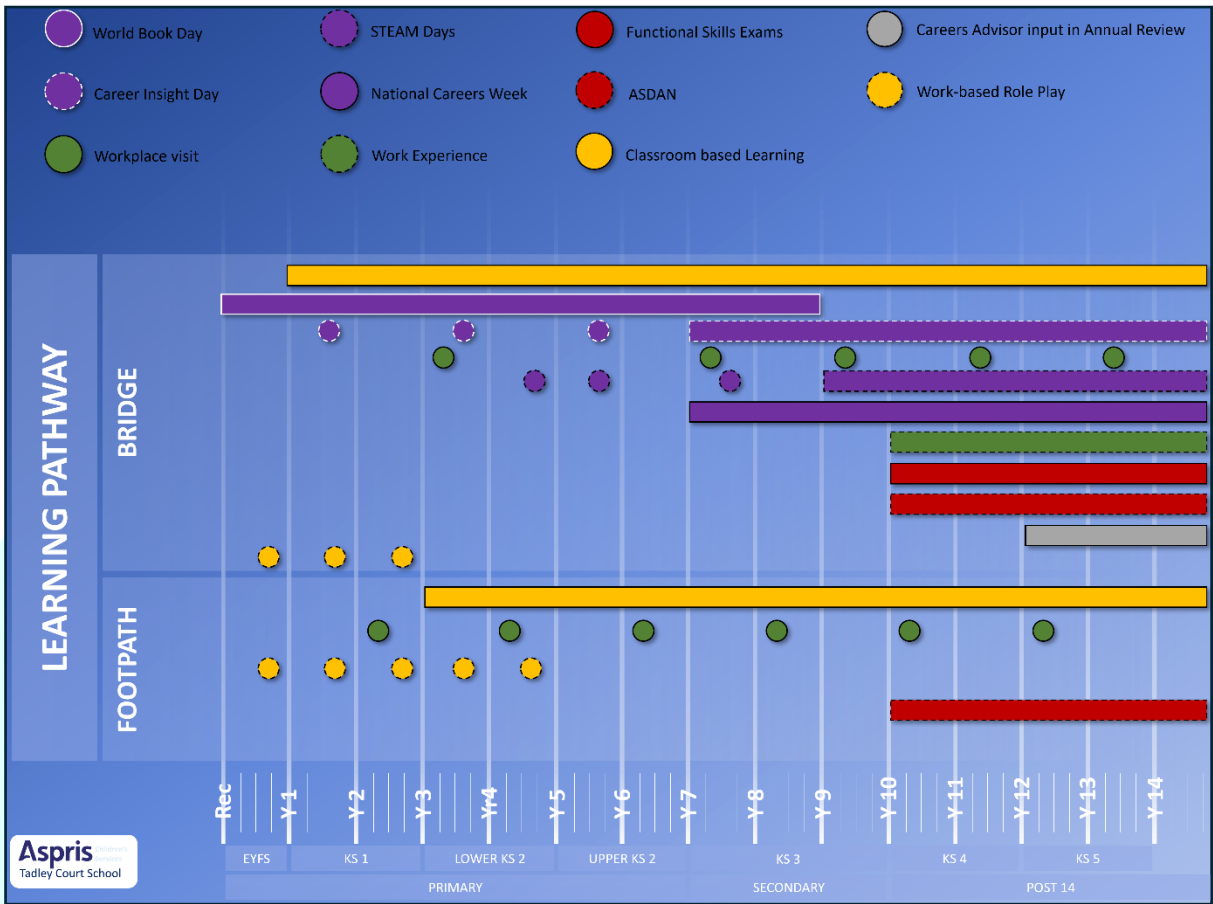 World Book Day
STEAM Days
Functional Skills Exams
Careers Advisor input in Annual Review
Career Insight Day
National Careers Week
ASDAN
Work-based Role Play
Workplace visit
Work Experience
Classroom based Learning
LEARNING PATHWAY
BRIDGE
FOOTPATH
Rec
Y 1
Y 2
Y 3
Yr4
Y 5
Y 6
Y 7
Y 8
Y 9
Y 10
Y 11
Y 12
Y 13
Y 14
EYFS
KS 1
LOWER KS 2
UPPER KS 2
KS 3
KS 4
KS 5
PRIMARY
SECONDARY
POST 14
Aspris
Tadley Court School